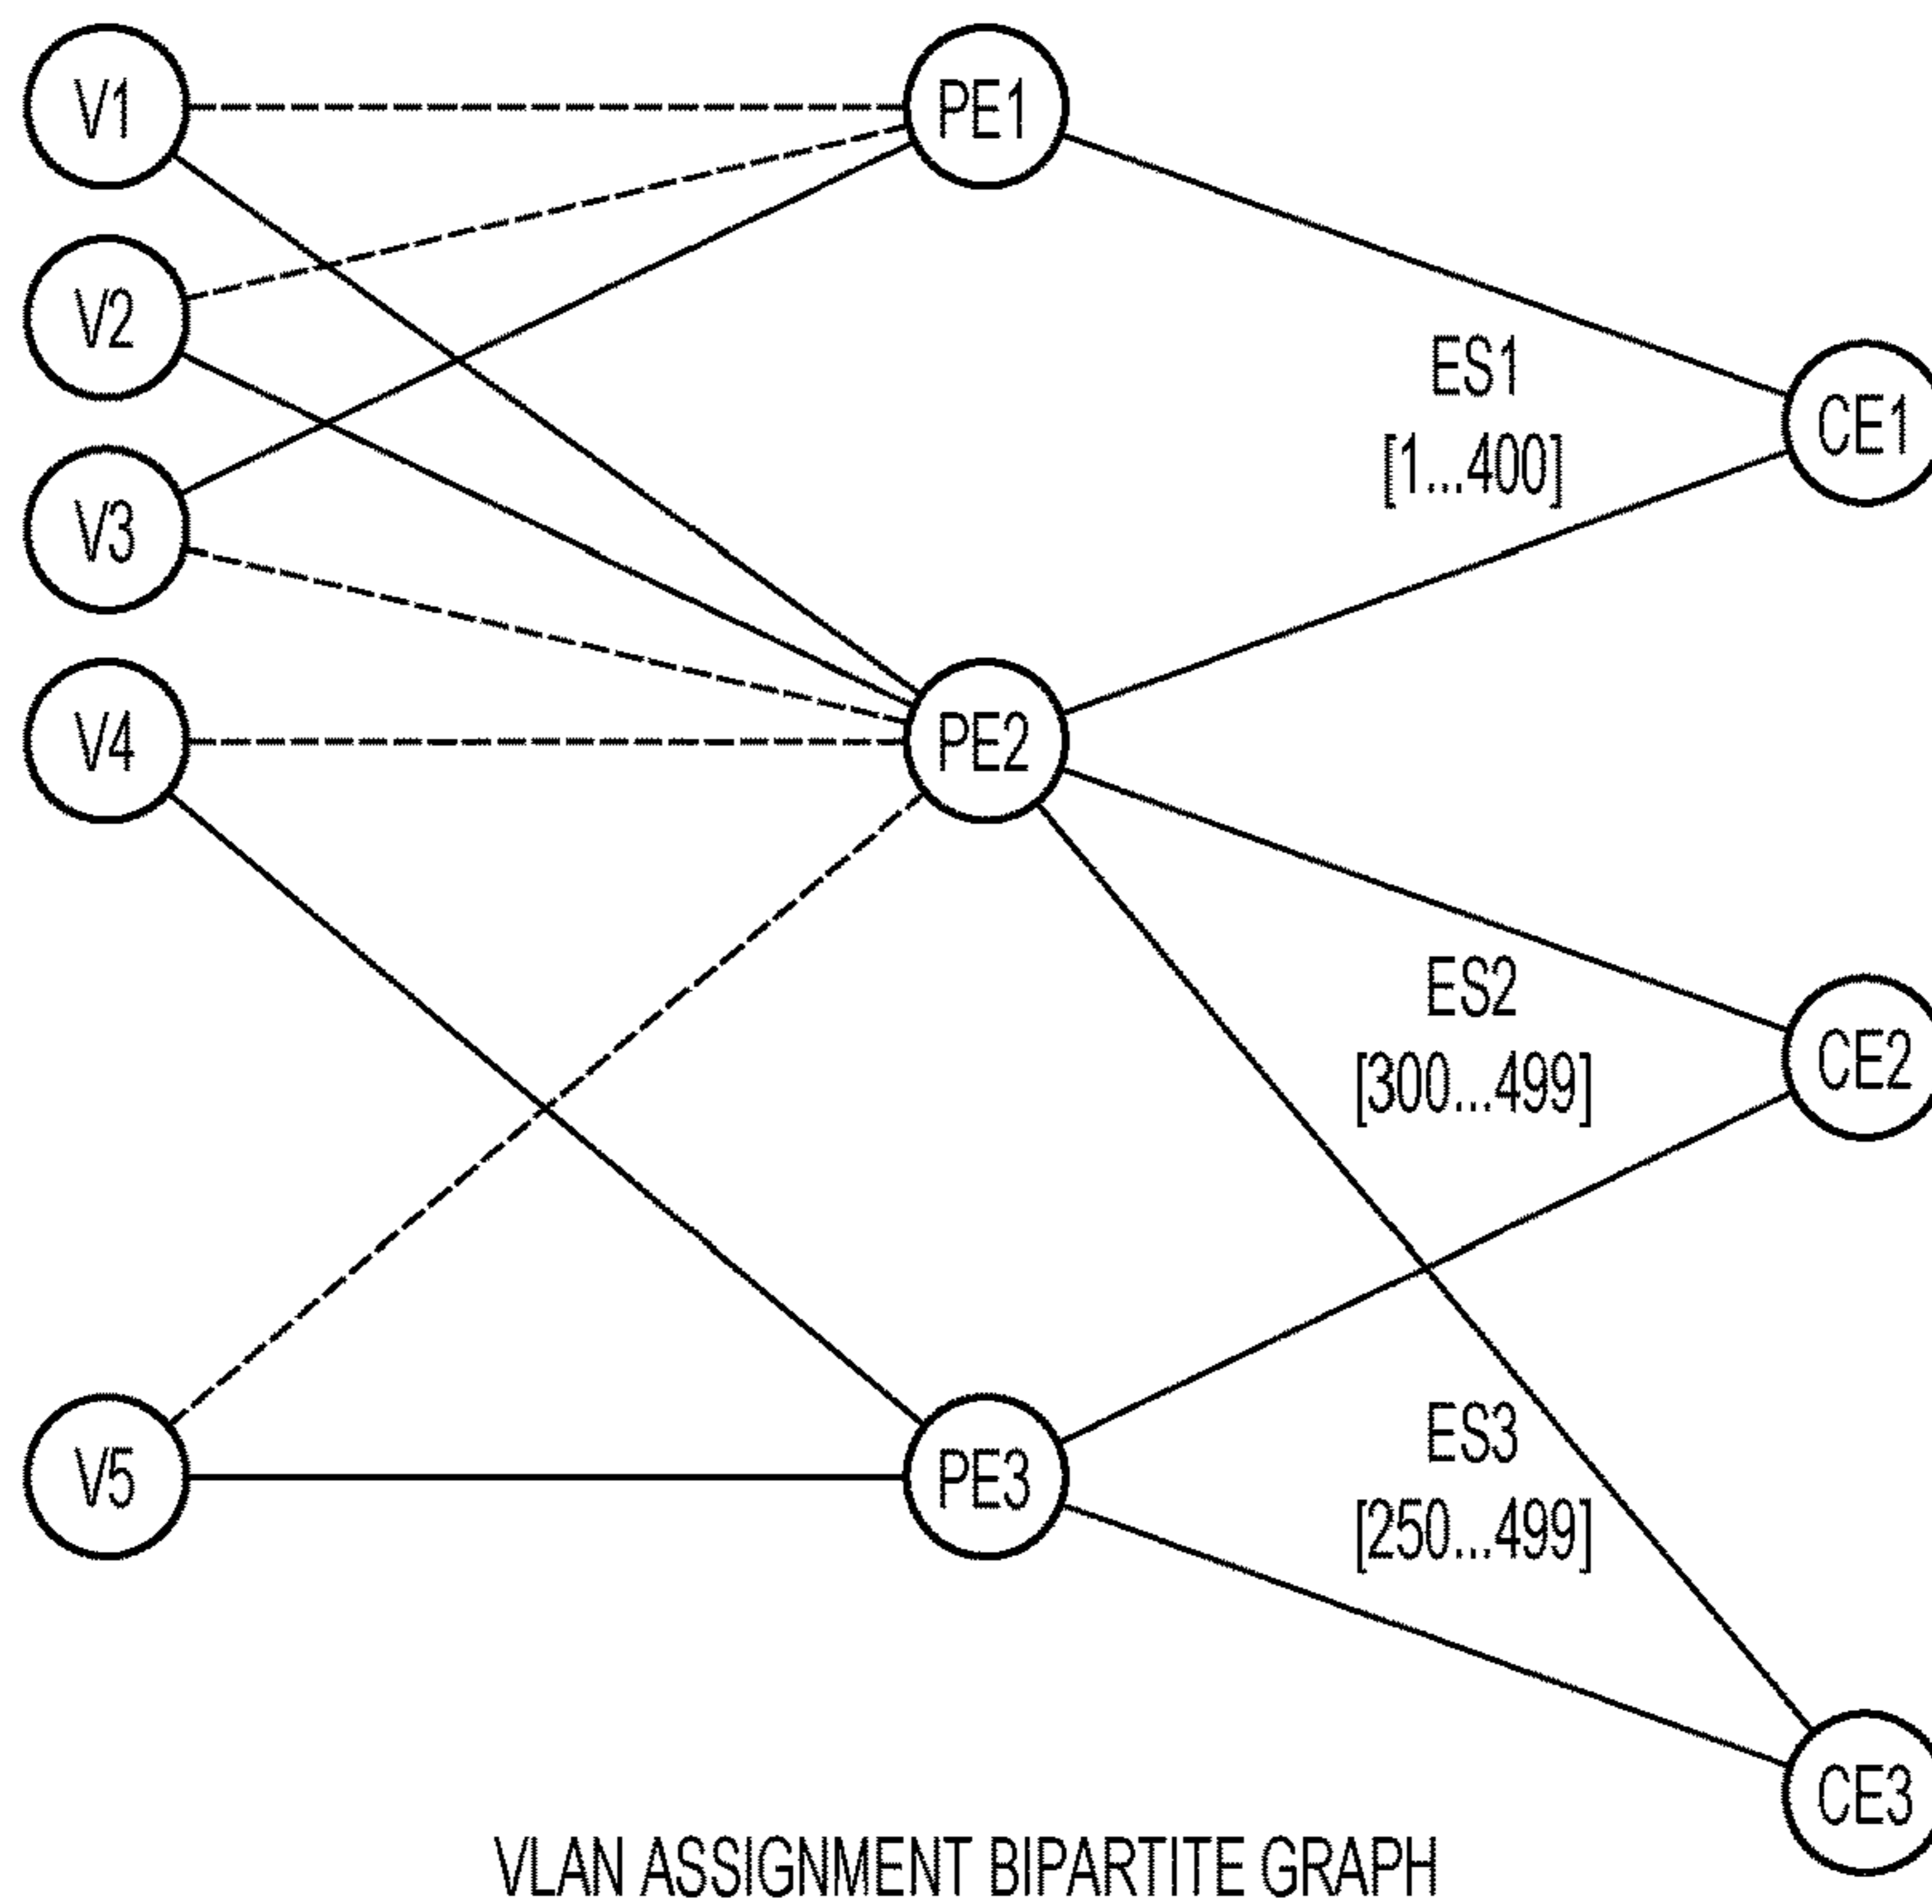 V1
PE1
V2
ES1
[1...400]
CE1
V3
V4
PE2
ES2
[300...499]
CE2
V5
PE3
ES3
[250...499]
CE3
VLAN ASSIGNMENT BIPARTITE GRAPH